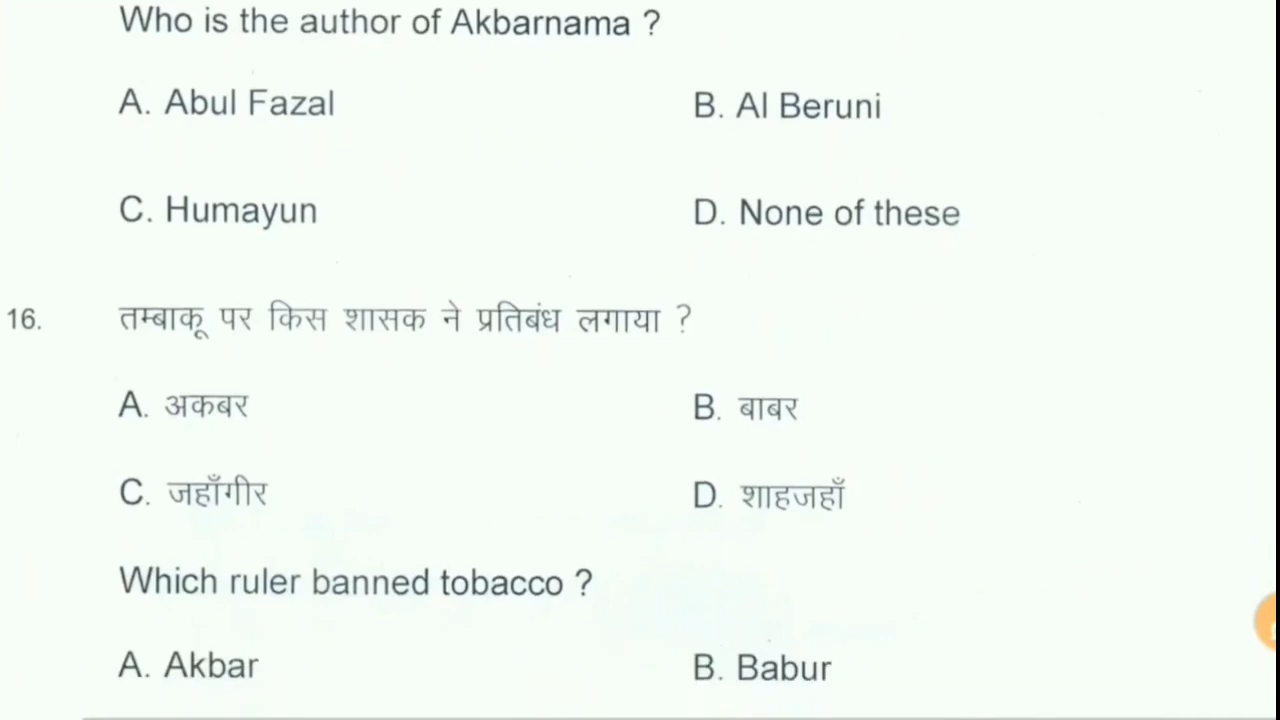 Who is the author of Akbarnama ?
A. Abul Fazal B. Al Beruni
C. Humayun D. None of these
16. तम्बाकू पर किस शासक ने प्रतिबंध लगाया ?
A. अकबर B. बाबर
C. जहाँगीर D. शाहजहाँ
Which ruler banned tobacco ?
A. Akbar B. Babur